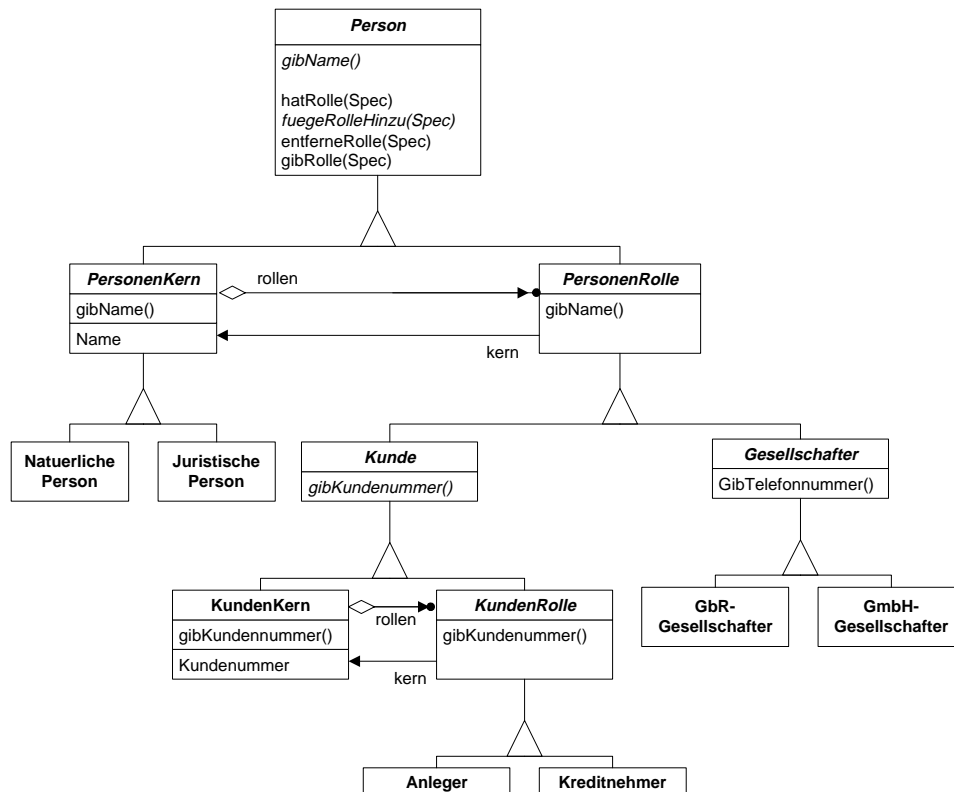 Person
gibName()
hatRolle(Spec)
fuegeRolleHinzu(Spec)
entferneRolle(Spec)
gibRolle(Spec)
PersonenKern
gibName()
Name
rollen
kern
PersonenRolle
gibName()
Natuerliche
Person
Juristische
Person
Kunde
gibKundenummer()
Gesellschafter
GibTelefonnummer()
KundenKern
gibKundennummer()
Kundenummer
rollen
kern
KundenRolle
gibKundenummer()
GbR-
Gesellschafter
GmbH-
Gesellschafter
Anleger
Kreditnehmer